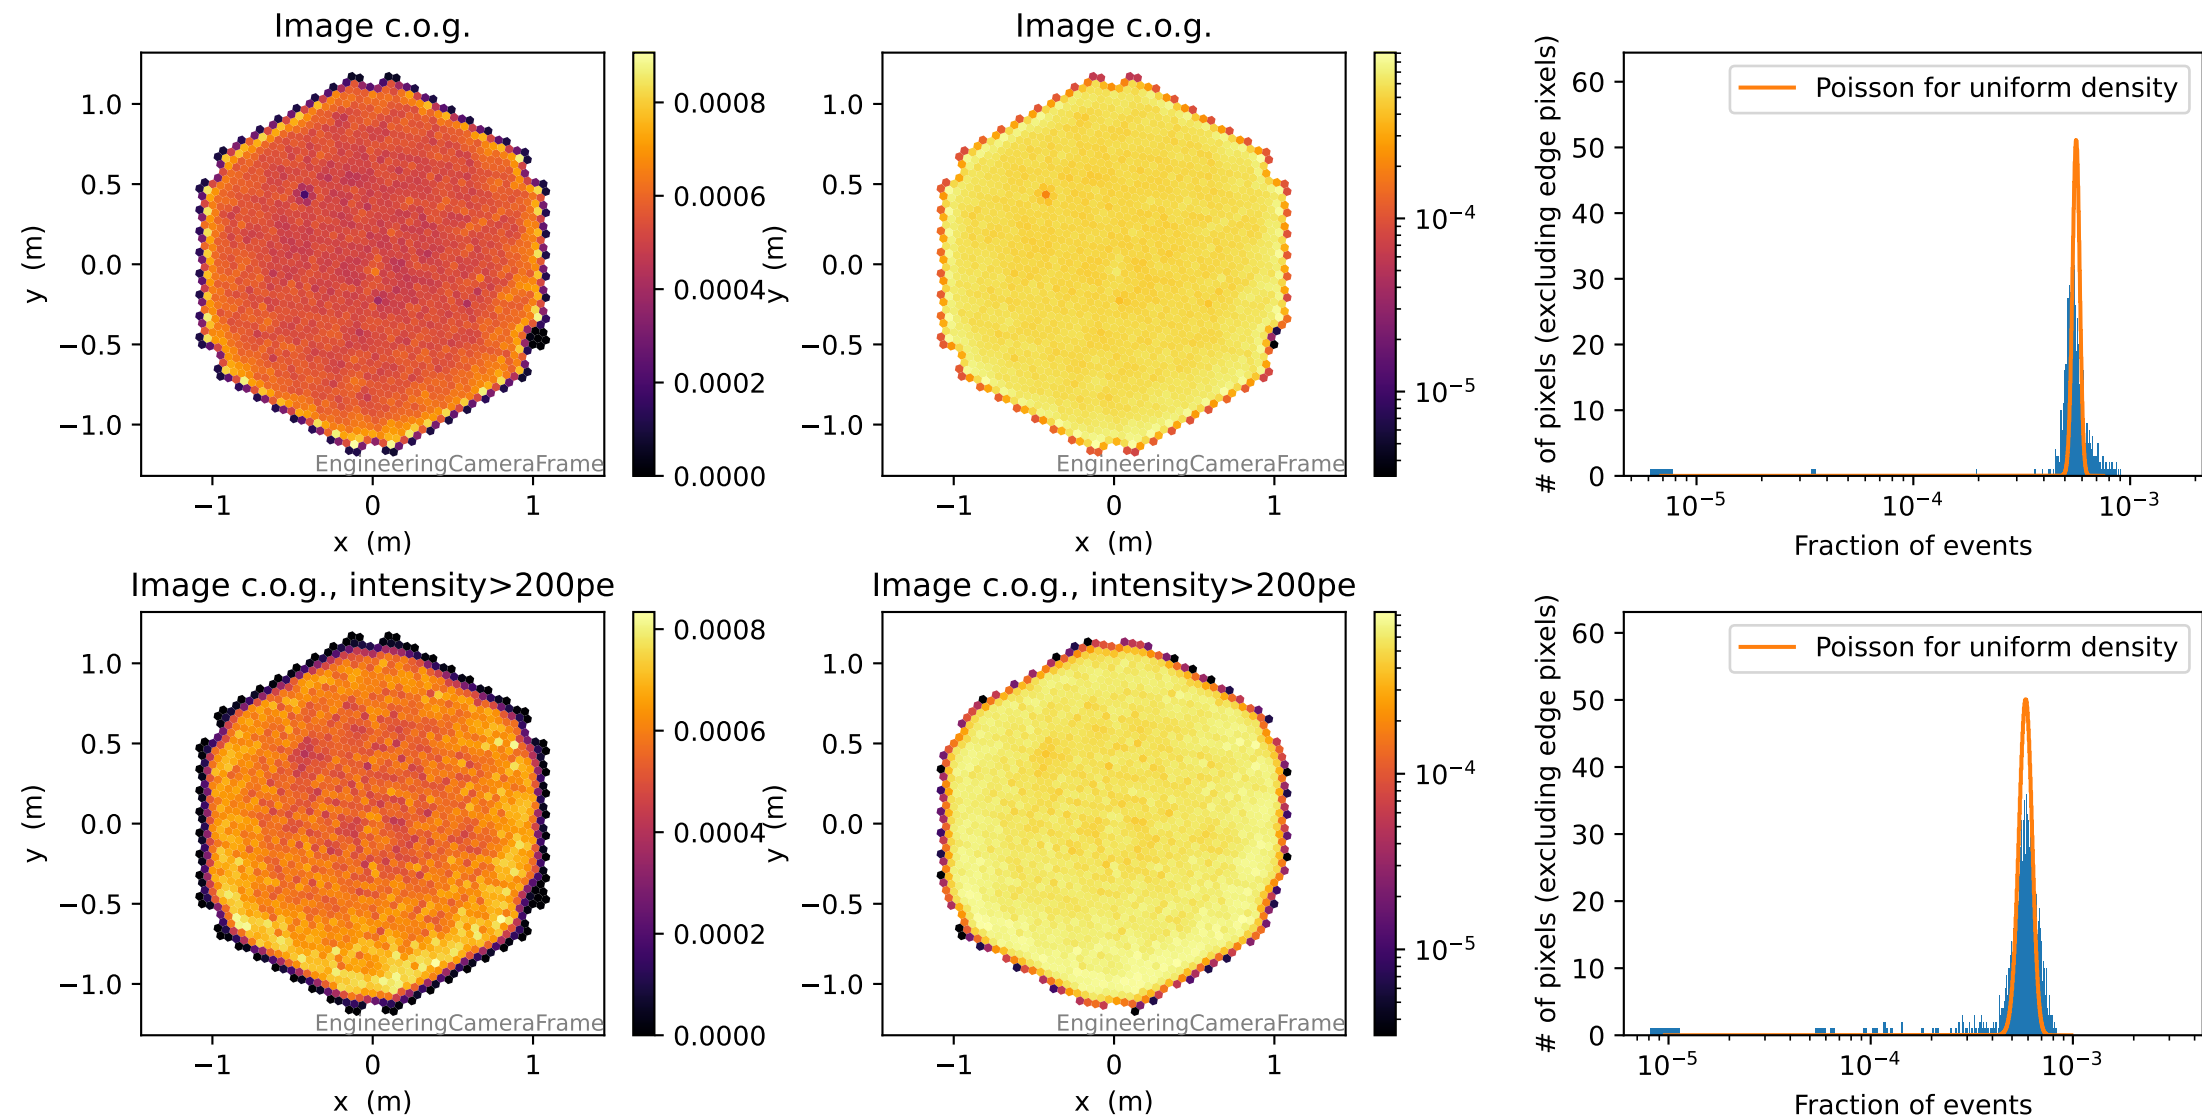 Image c.o.g.
y (m)
1.0
0.5
0.0
−0.5
−1.0
EngineeringCameraFrame
−1 0 1
x (m)
0.0008
0.0006
0.0004
0.0002
0.0000
Image c.o.g.
y (m)
1.0
0.5
0.0
−0.5
−1.0
EngineeringCameraFrame
−1 0 1
x (m)
10⁻⁴
10⁻⁵
# of pixels (excluding edge pixels)
60
50
40
30
20
10
0
Poisson for uniform density
10⁻⁵ 10⁻⁴ 10⁻³
Fraction of events
Image c.o.g., intensity>200pe
y (m)
1.0
0.5
0.0
−0.5
−1.0
EngineeringCameraFrame
−1 0 1
x (m)
0.0008
0.0006
0.0004
0.0002
0.0000
Image c.o.g., intensity>200pe
y (m)
1.0
0.5
0.0
−0.5
−1.0
EngineeringCameraFrame
−1 0 1
x (m)
10⁻⁴
10⁻⁵
# of pixels (excluding edge pixels)
60
50
40
30
20
10
0
Poisson for uniform density
10⁻⁵ 10⁻⁴ 10⁻³
Fraction of events